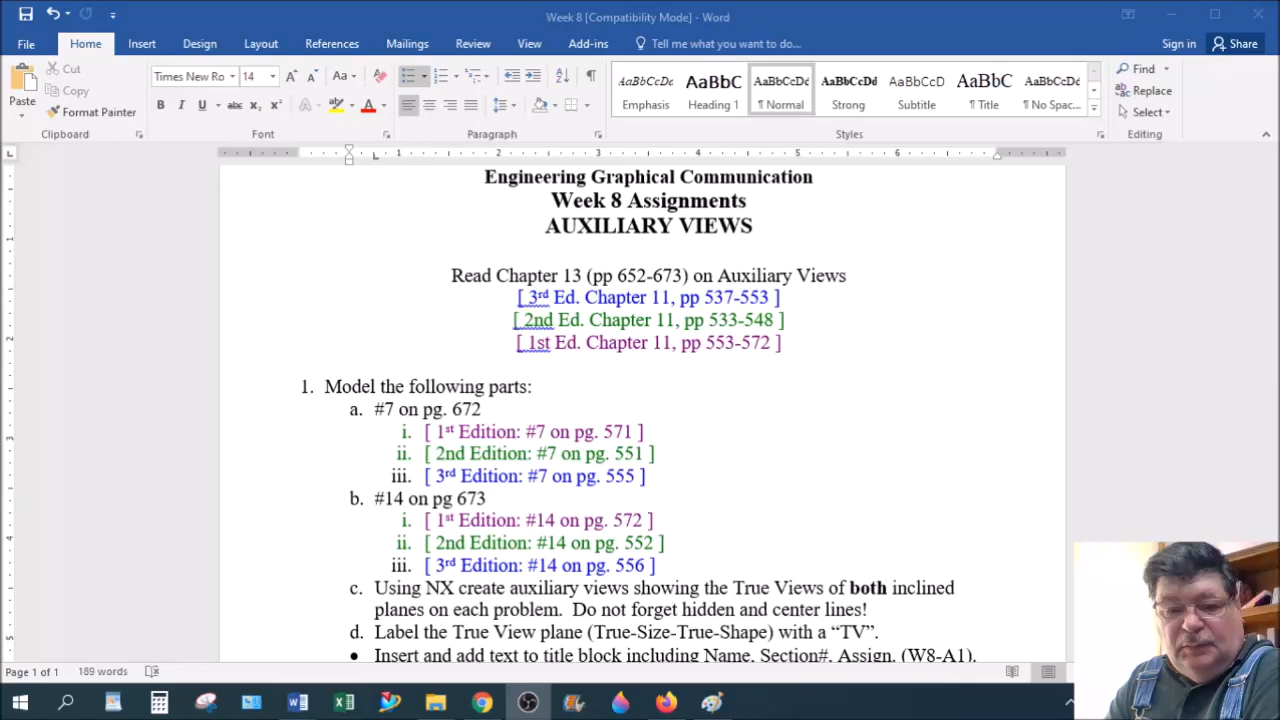 Week 8 [Compatibility Mode] - Word
File Home Insert Design Layout References Mailings Review View Add-ins Tell me what you want to do... Sign in Share
Cut
Copy
Paste
Format Painter
Clipboard
Times New Ro 14
Font
Paragraph
AaBbCcDc AaBbC AaBbCcDc AaBbCcDd AaBbCcD AaBbC AaBbCcDc
Emphasis Heading 1 ¶ Normal Strong Subtitle ¶ Title ¶ No Spac...
Styles
Find
Replace
Select
Editing
1 2 3 4 5 6
Engineering Graphical Communication
Week 8 Assignments
AUXILIARY VIEWS
Read Chapter 13 (pp 652-673) on Auxiliary Views
[ 3rd Ed. Chapter 11, pp 537-553 ]
[ 2nd Ed. Chapter 11, pp 533-548 ]
[ 1st Ed. Chapter 11, pp 553-572 ]
1. Model the following parts:
a. #7 on pg. 672
i. [ 1st Edition: #7 on pg. 571 ]
ii. [ 2nd Edition: #7 on pg. 551 ]
iii. [ 3rd Edition: #7 on pg. 555 ]
b. #14 on pg 673
i. [ 1st Edition: #14 on pg. 572 ]
ii. [ 2nd Edition: #14 on pg. 552 ]
iii. [ 3rd Edition: #14 on pg. 556 ]
c. Using NX create auxiliary views showing the True Views of both inclined
planes on each problem. Do not forget hidden and center lines!
d. Label the True View plane (True-Size-True-Shape) with a “TV”.
• Insert and add text to title block including Name, Section#, Assign. (W8-A1).
Page 1 of 1 189 words